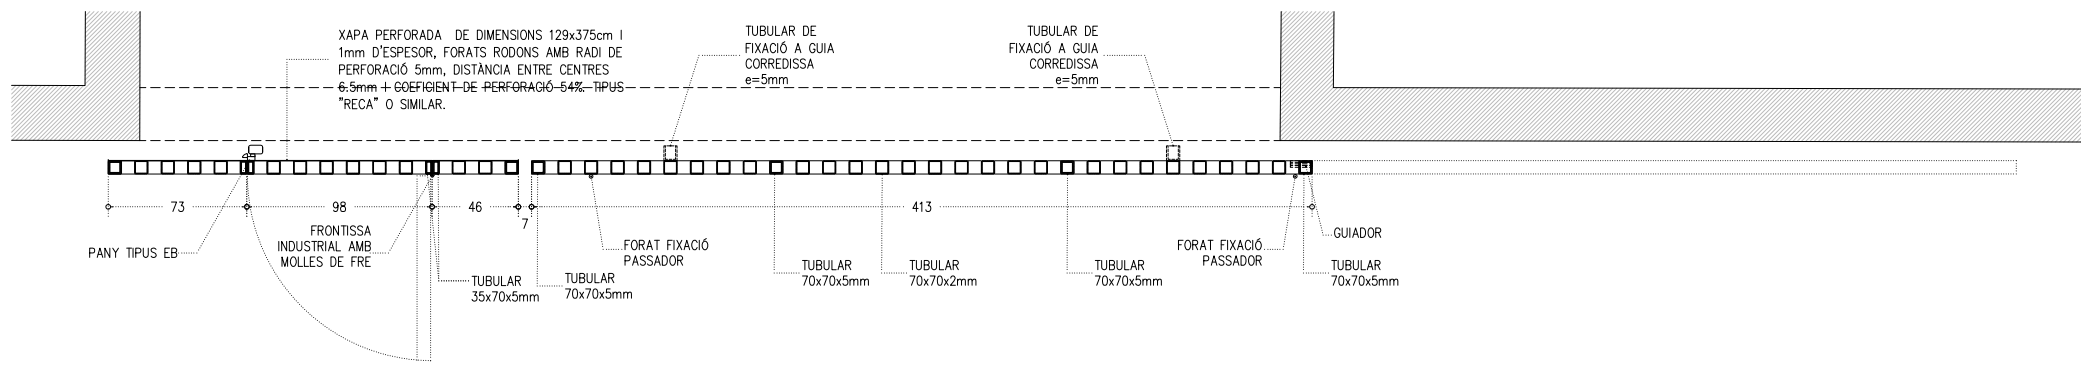 XAPA PERFORADA DE DIMENSIONS 129x375cm I
1mm D'ESPESOR, FORATS RODONS AMB RADI DE
PERFORACIÓ 5mm, DISTÀNCIA ENTRE CENTRES
6.5mm I COEFICIENT DE PERFORACIÓ 54%. TIPUS
"RECA" O SIMILAR.
TUBULAR DE
FIXACIÓ A GUIA
CORREDISSA
e=5mm
TUBULAR DE
FIXACIÓ A GUIA
CORREDISSA
e=5mm
73
98
46
7
413
PANY TIPUS EB
FRONTISSA
INDUSTRIAL AMB
MOLLES DE FRE
TUBULAR
35x70x5mm
TUBULAR
70x70x5mm
FORAT FIXACIÓ
PASSADOR
TUBULAR
70x70x5mm
TUBULAR
70x70x2mm
TUBULAR
70x70x5mm
FORAT FIXACIÓ
PASSADOR
GUIADOR
TUBULAR
70x70x5mm